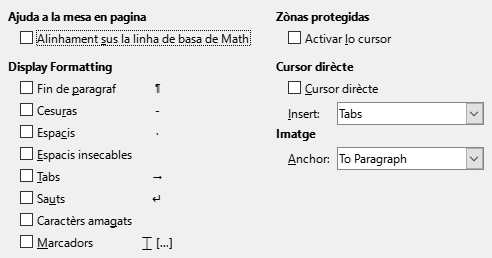 Ajuda a la mesa en pagina
Alinhament sus la linha de basa de Math
Display Formatting
Fin de paragraf ¶
Cesuras -
Espacis ·
Espacis insecables
Tabs →
Sauts ↵
Caractèrs amagats
Marcadors ⌶ [...]
Zònas protegidas
Activar lo cursor
Cursor dirècte
Cursor dirècte
Insert: Tabs
Imatge
Anchor: To Paragraph